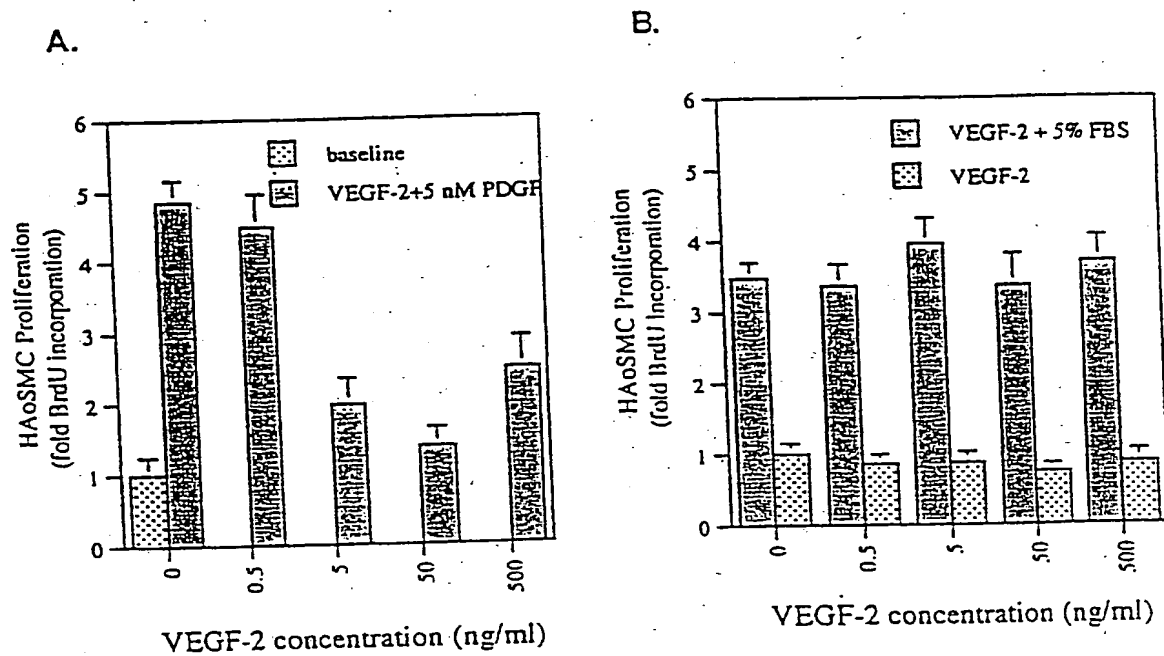 A.
HAoSMC Proliferation
(fold BrdU Incorporation)
6
5
4
3
2
1
0
baseline
VEGF-2+5 nM PDGF
0
0.5
5
50
500
VEGF-2 concentration (ng/ml)
B.
HAoSMC Proliferation
(fold BrdU Incorporation)
6
5
4
3
2
1
0
VEGF-2 + 5% FBS
VEGF-2
0
0.5
5
50
500
VEGF-2 concentration (ng/ml)